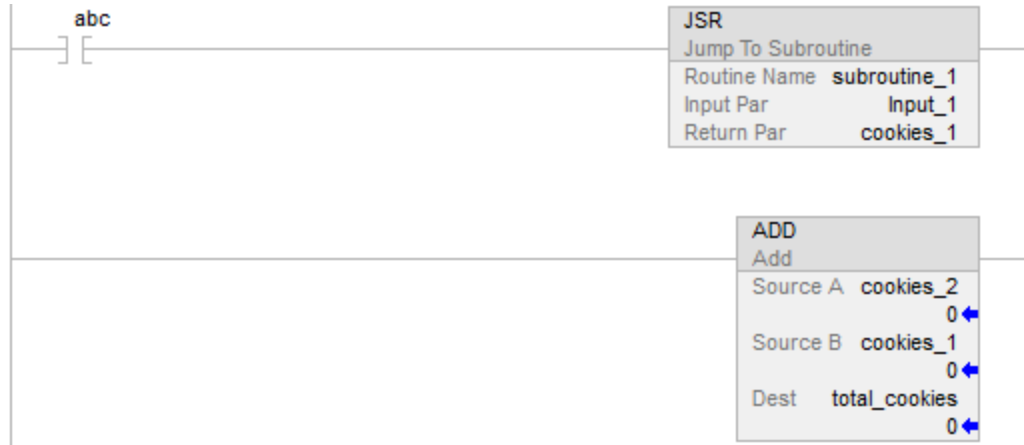 abc
JSR
Jump To Subroutine
Routine Name subroutine_1
Input Par Input_1
Return Par cookies_1
ADD
Add
Source A cookies_2
0
Source B cookies_1
0
Dest total_cookies
0